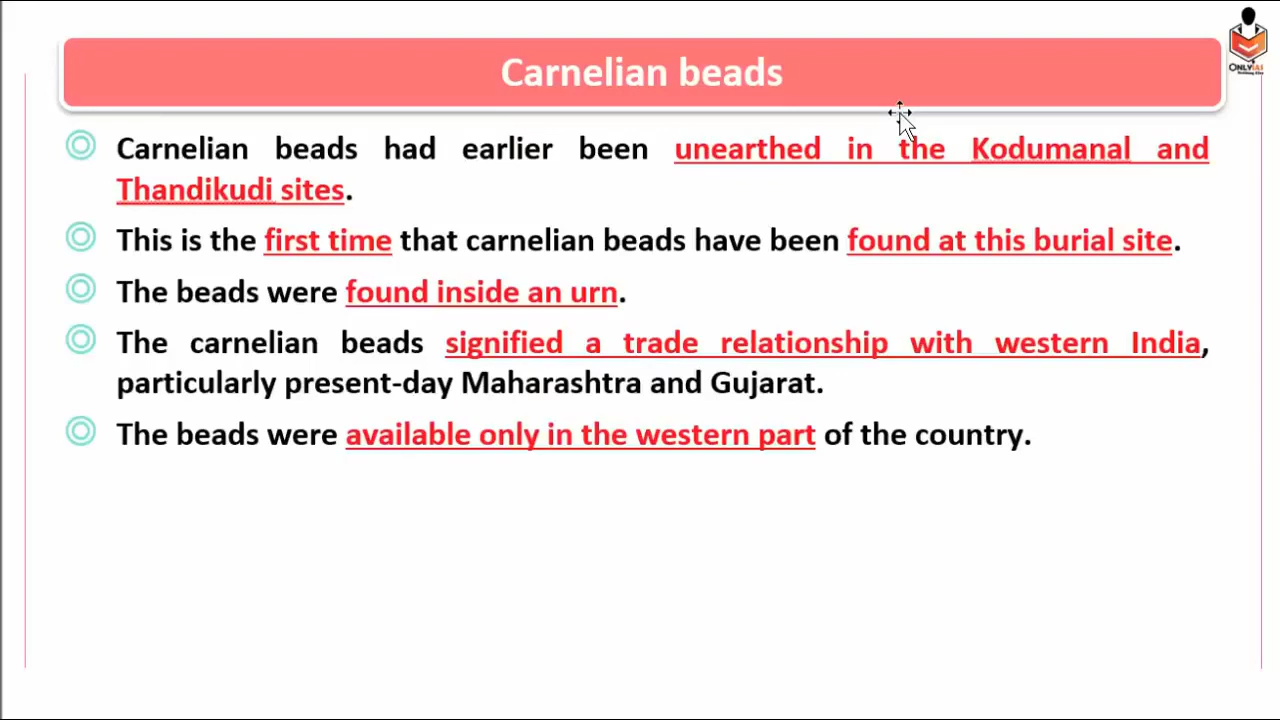 Carnelian beads
Carnelian beads had earlier been unearthed in the Kodumanal and
Thandikudi sites.
This is the first time that carnelian beads have been found at this burial site.
The beads were found inside an urn.
The carnelian beads signified a trade relationship with western India,
particularly present-day Maharashtra and Gujarat.
The beads were available only in the western part of the country.